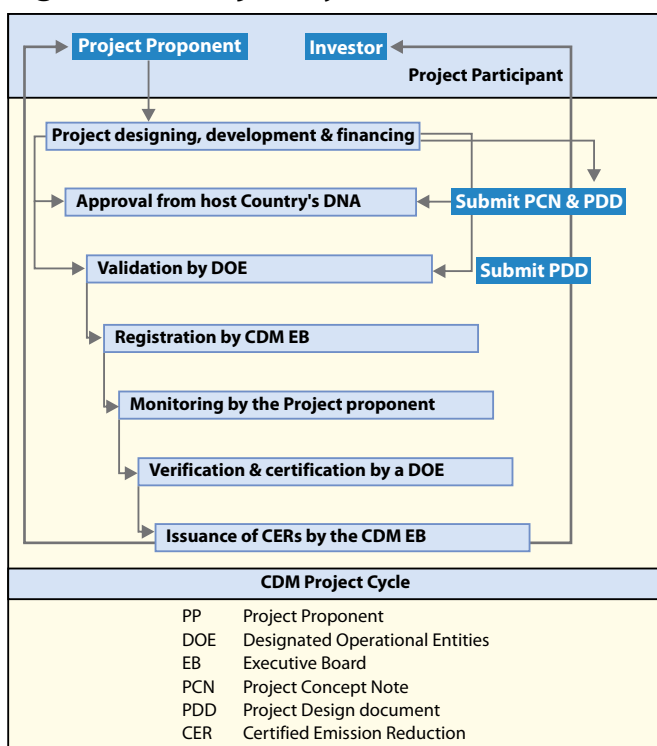 Project Proponent
Investor
Project Participant
Project designing, development & financing
Approval from host Country's DNA
Submit PCN & PDD
Validation by DOE
Submit PDD
Registration by CDM EB
Monitoring by the Project proponent
Verification & certification by a DOE
Issuance of CERs by the CDM EB
CDM Project Cycle
PP Project Proponent
DOE Designated Operational Entities
EB Executive Board
PCN Project Concept Note
PDD Project Design document
CER Certified Emission Reduction